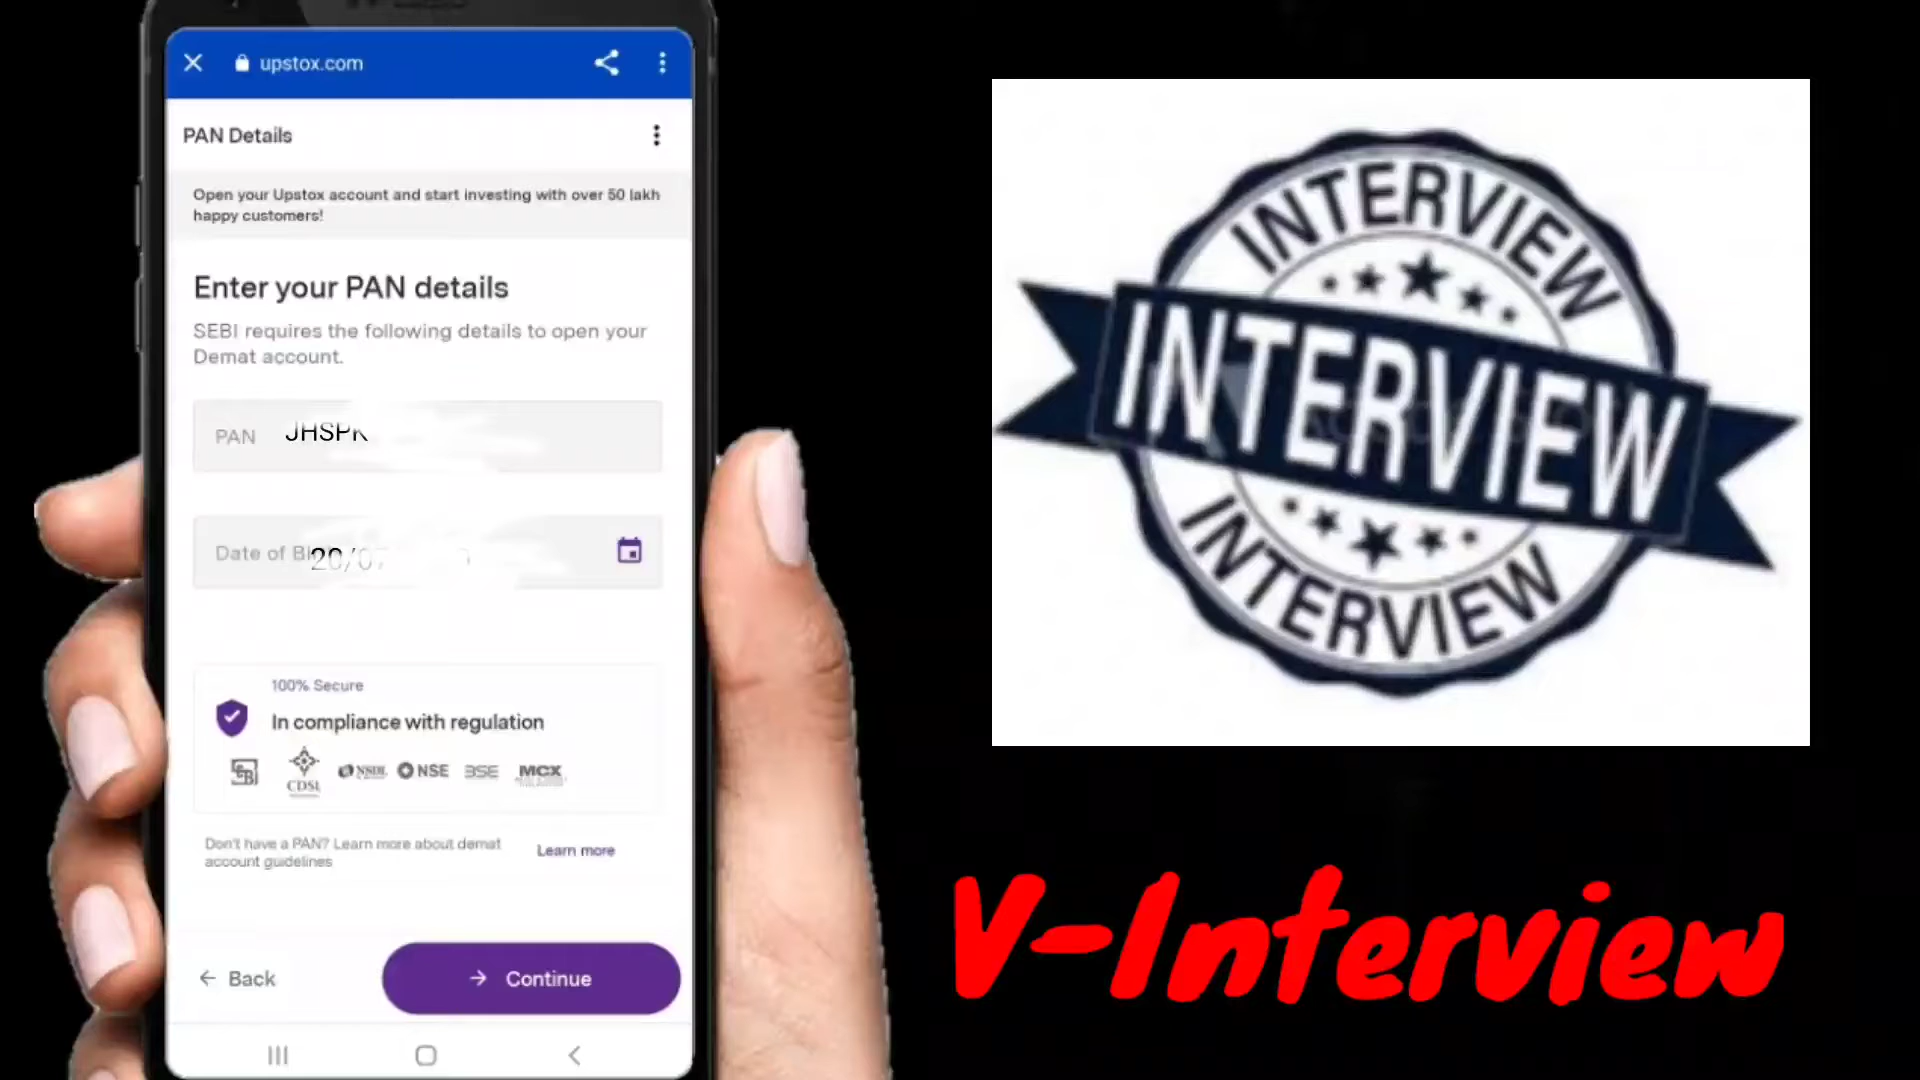 upstox.com
PAN Details
Open your Upstox account and start investing with over 50 lakh
happy customers!
Enter your PAN details
SEBI requires the following details to open your
Demat account.
PAN JHSPK
Date of 20/07
100% Secure
In compliance with regulation
SEBI CDSL NSDL NSE BSE MCX
Don't have a PAN? Learn more about demat
account guidelines
Learn more
Back
Continue
INTERVIEW
INTERVIEW
INTERVIEW
V-Interview